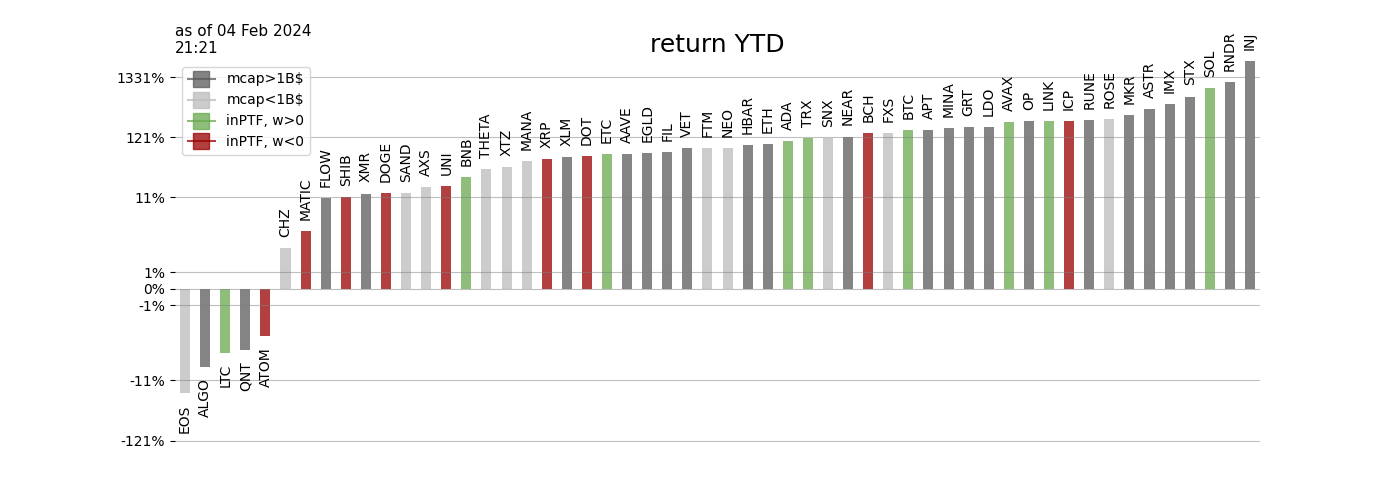 as of 04 Feb 2024
21:21
return YTD
mcap>1B$
mcap<1B$
inPTF, w>0
inPTF, w<0
1331%
121%
11%
1%
0%
-1%
-11%
-121%
EOS
ALGO
LTC
QNT
ATOM
CHZ
MATIC
FLOW
SHIB
XMR
DOGE
SAND
AXS
UNI
BNB
THETA
XTZ
MANA
XRP
XLM
DOT
ETC
AAVE
EGLD
FIL
VET
FTM
NEO
HBAR
ETH
ADA
TRX
SNX
NEAR
BCH
FXS
BTC
APT
MINA
GRT
LDO
AVAX
OP
LINK
ICP
RUNE
ROSE
MKR
ASTR
IMX
STX
SOL
RNDR
INJ